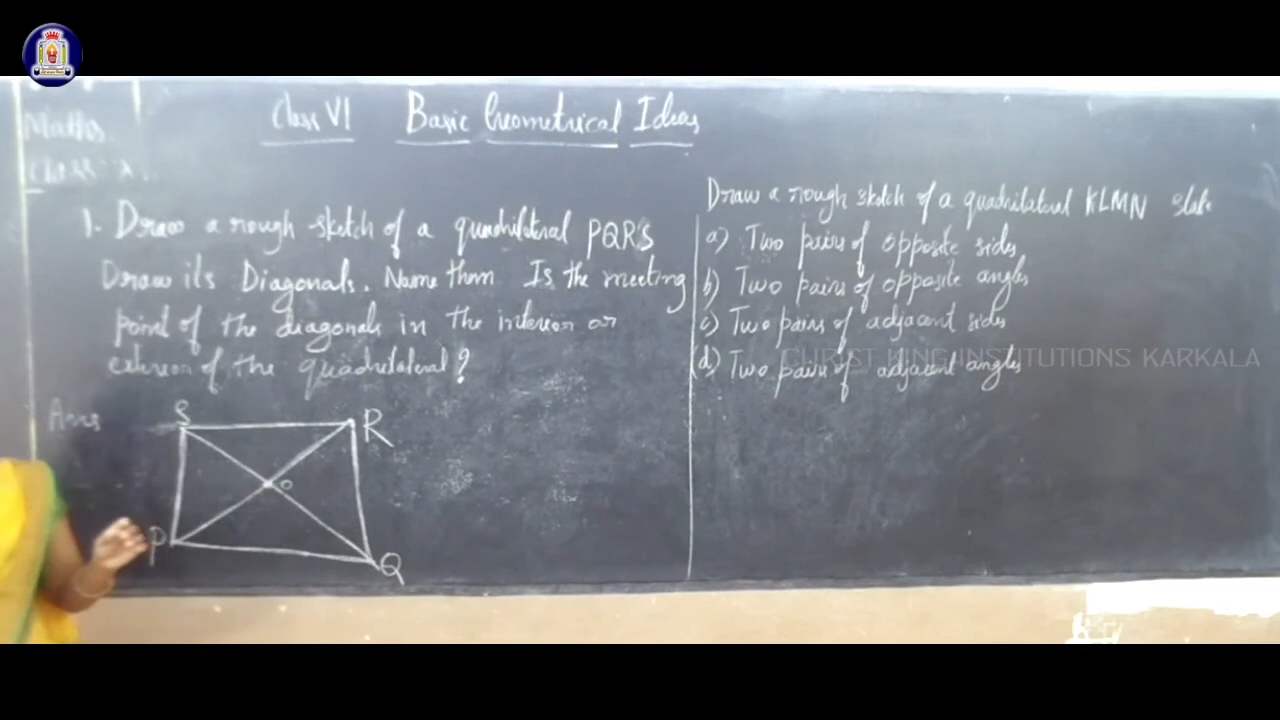 Maths
Class X.
Class VI Basic Geometrical Ideas
1. Draw a rough sketch of a quadrilateral PQRS
Draw its Diagonals. Name them Is the meeting
point of the diagonals in the interior or
exterior of the quadrilateral?
Ans
S
R
o
P
Q
Draw a rough sketch of a quadrilateral KLMN State
a) Two pairs of opposite sides
b) Two pairs of opposite angles
c) Two pairs of adjacent sides
(d) Two pairs of adjacent angles
CHRIST KING INSTITUTIONS KARKALA